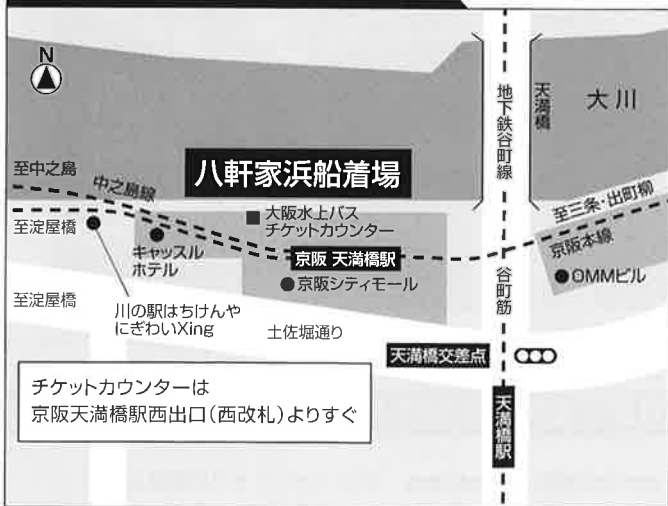 N
大川
天満橋
地下鉄谷町線
至中之島
中之島線
八軒家浜船着場
至三条・出町柳
大阪水上バス
チケットカウンター
至淀屋橋
京阪本線
キャッスル
ホテル
京阪 天満橋駅
谷町筋
OMMビル
京阪シティモール
至淀屋橋
川の駅はちけんや
にぎわいXing
土佐堀通り
天満橋交差点
チケットカウンターは
京阪天満橋駅西出口(西改札)よりすぐ
天満橋駅